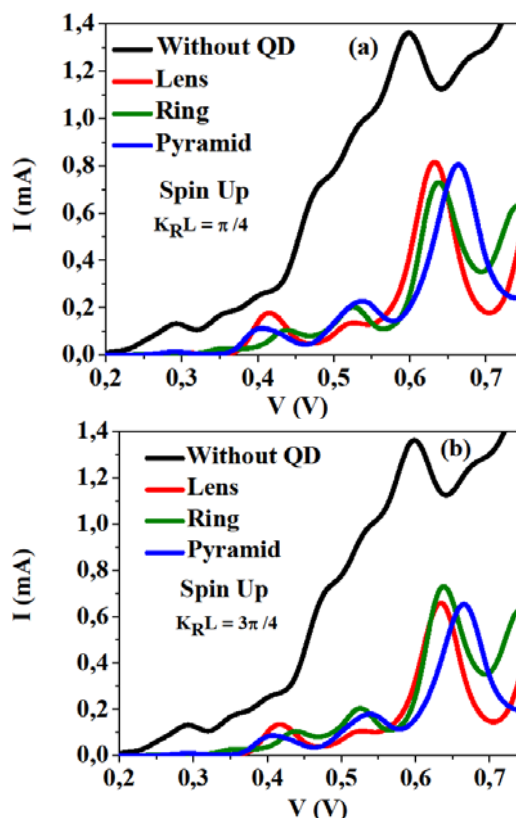 1,4
(a)
Without QD
1,2
Lens
1,0
Ring
Pyramid
0,8
Spin Up
0,6
K_RL = π /4
I (mA)
0,4
0,2
0,0
0,2 0,3 0,4 0,5 0,6 0,7
V (V)
1,4
(b)
Without QD
1,2
Lens
1,0
Ring
0,8
Pyramid
Spin Up
0,6
K_RL = 3π /4
I (mA)
0,4
0,2
0,0
0,2 0,3 0,4 0,5 0,6 0,7
V (V)